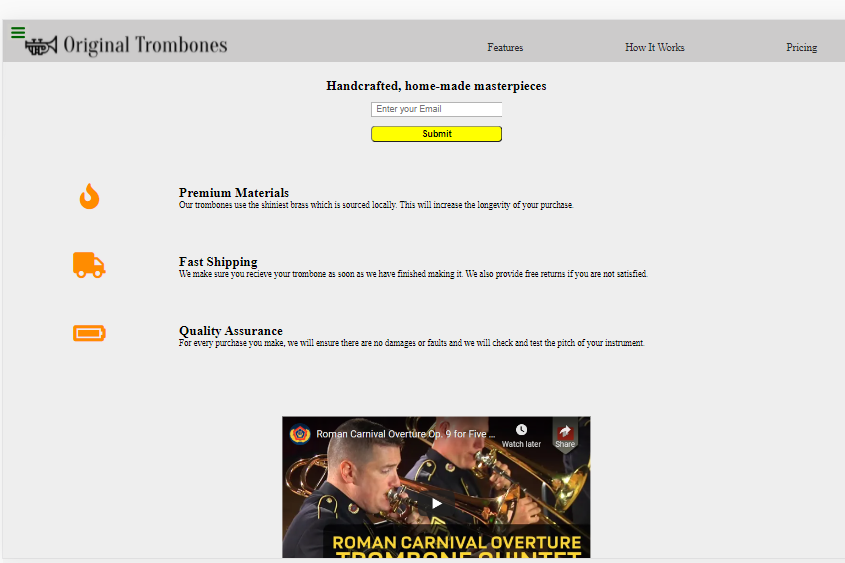 Original Trombones
Features
How It Works
Pricing
Handcrafted, home-made masterpieces
Enter your Email
Submit
Premium Materials
Our trombones use the shiniest brass which is sourced locally. This will increase the longevity of your purchase.
Fast Shipping
We make sure you recieve your trombone as soon as we have finished making it. We also provide free returns if you are not satisfied.
Quality Assurance
For every purchase you make, we will ensure there are no damages or faults and we will check and test the pitch of your instrument.
Roman Carnival Overture Op. 9 for Five ...
Watch later
Share
ROMAN CARNIVAL OVERTURE
TROMBONE QUINTET